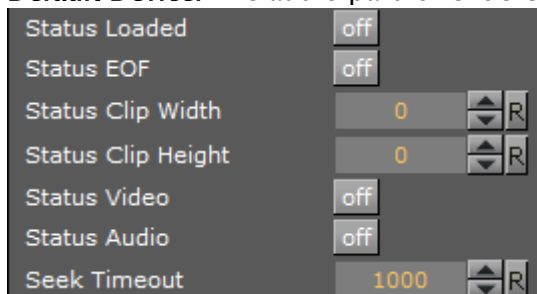 Status Loaded off
Status EOF off
Status Clip Width 0 R
Status Clip Height 0 R
Status Video off
Status Audio off
Seek Timeout 1000 R